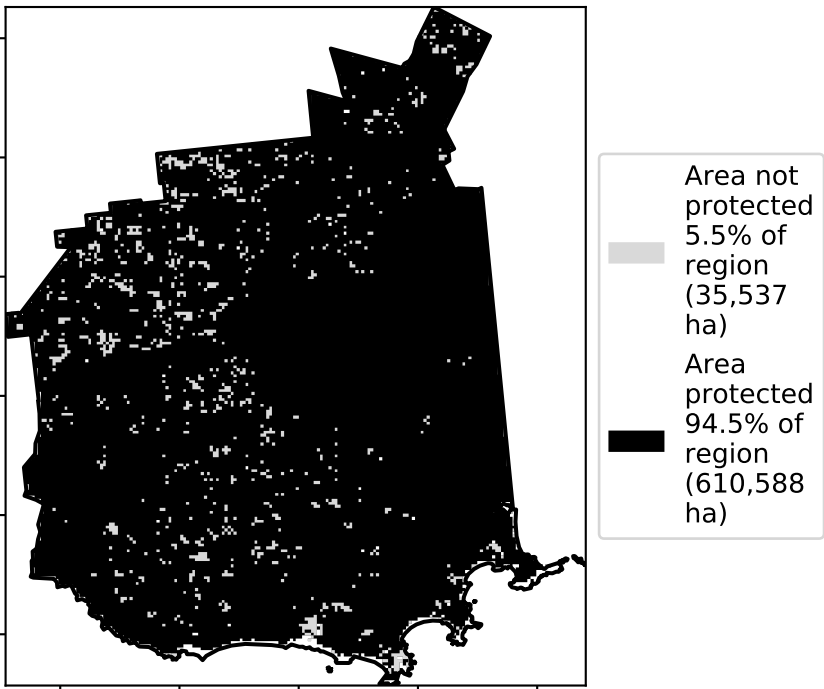 Area not
protected
5.5% of
region
(35,537
ha)
Area
protected
94.5% of
region
(610,588
ha)